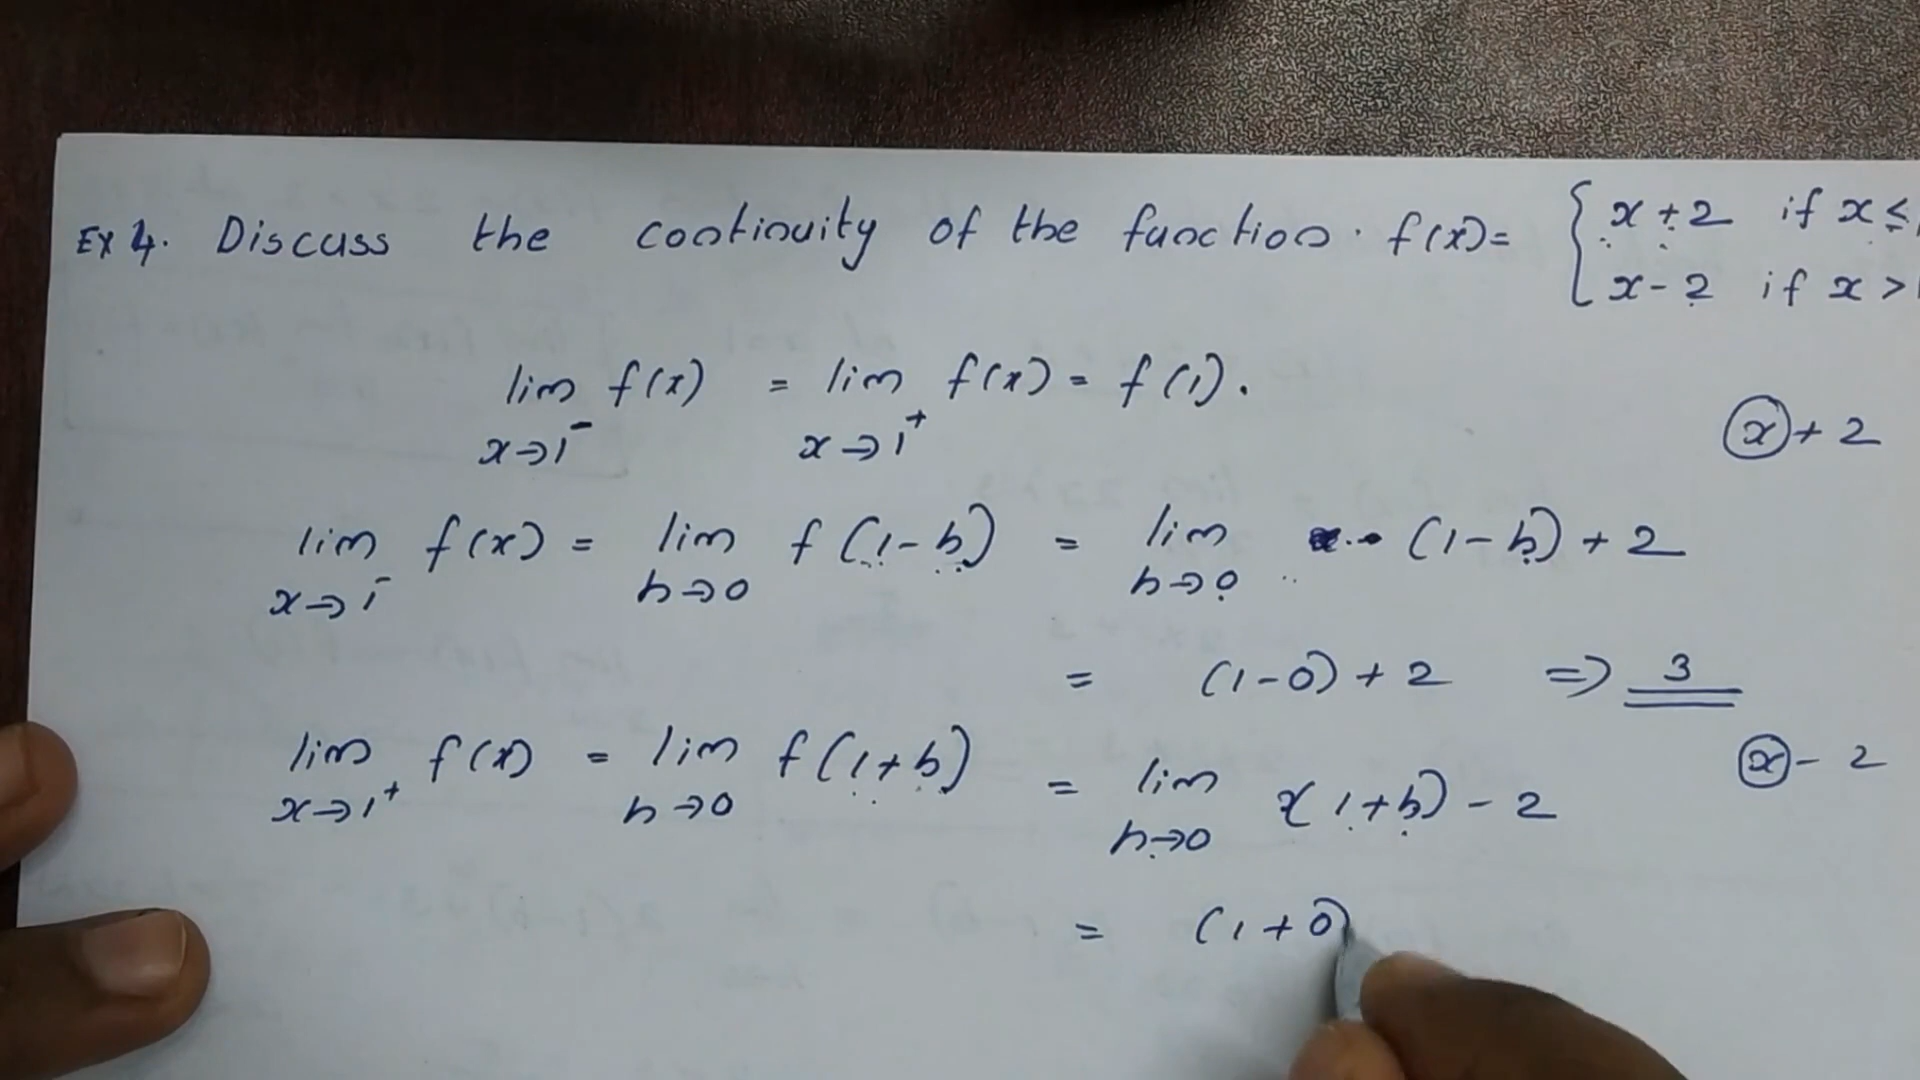 Ex 4. Discuss the continuity of the function. f(x) = { x + 2 if x ≤
x - 2 if x >
lim f(x) = lim f(x) = f(1).
x→1⁻ x→1⁺
(x) + 2
lim f(x) = lim f(1-h) = lim (1-h) + 2
x→1⁻ h→0 h→0
= (1-0) + 2 ⇒ 3
(x) - 2
lim f(x) = lim f(1+h) = lim (1+h) - 2
x→1⁺ h→0 h→0
= (1+0)